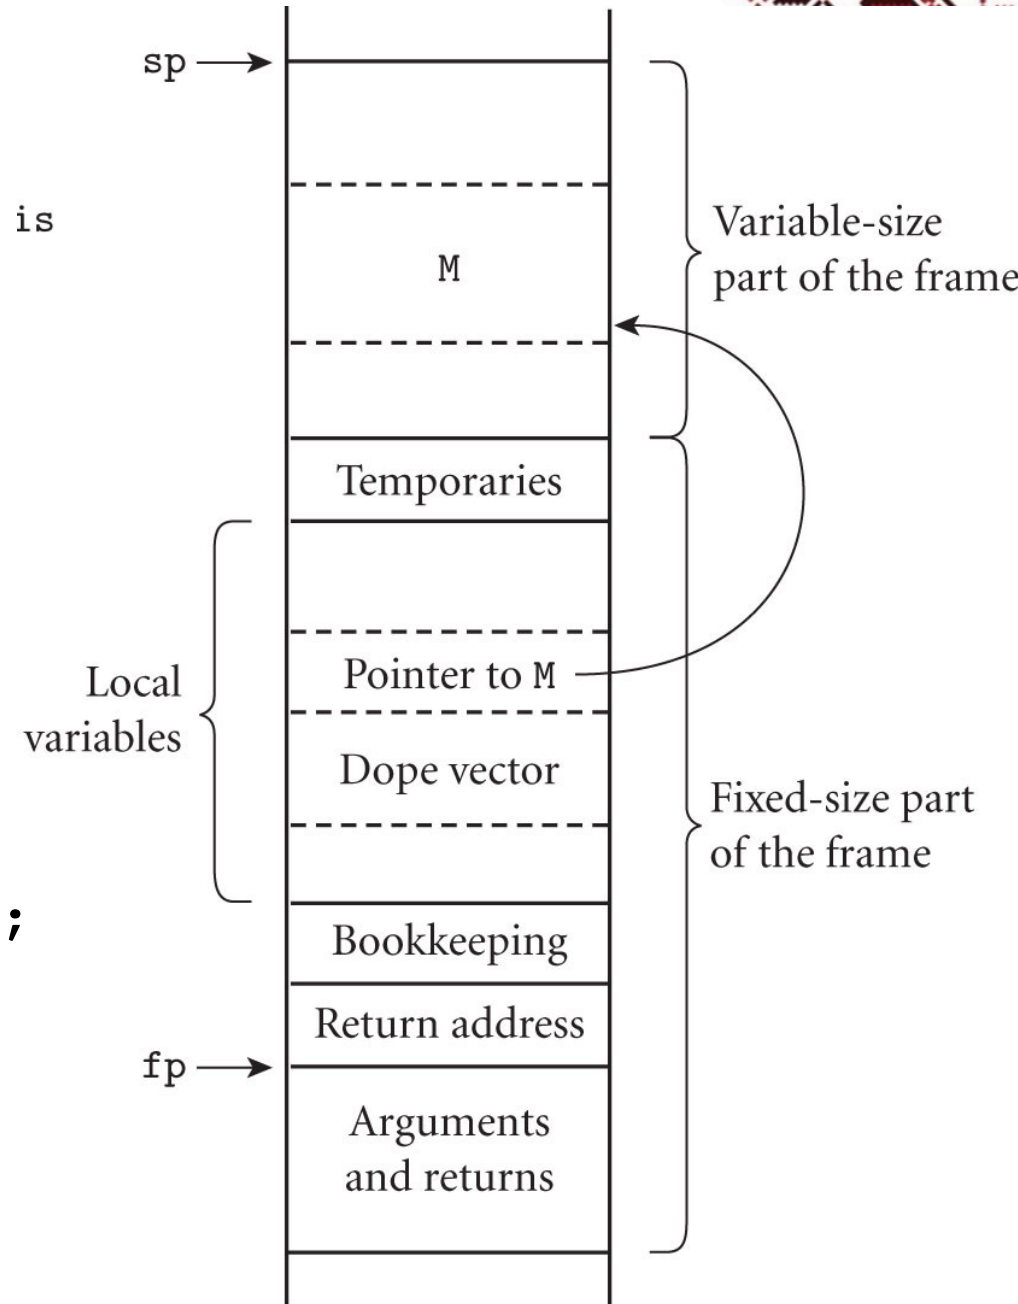 sp
is
M
Variable-size
part of the frame
Temporaries
Pointer to M
Local
variables
Dope vector
Fixed-size part
of the frame
;
Bookkeeping
Return address
fp
Arguments
and returns